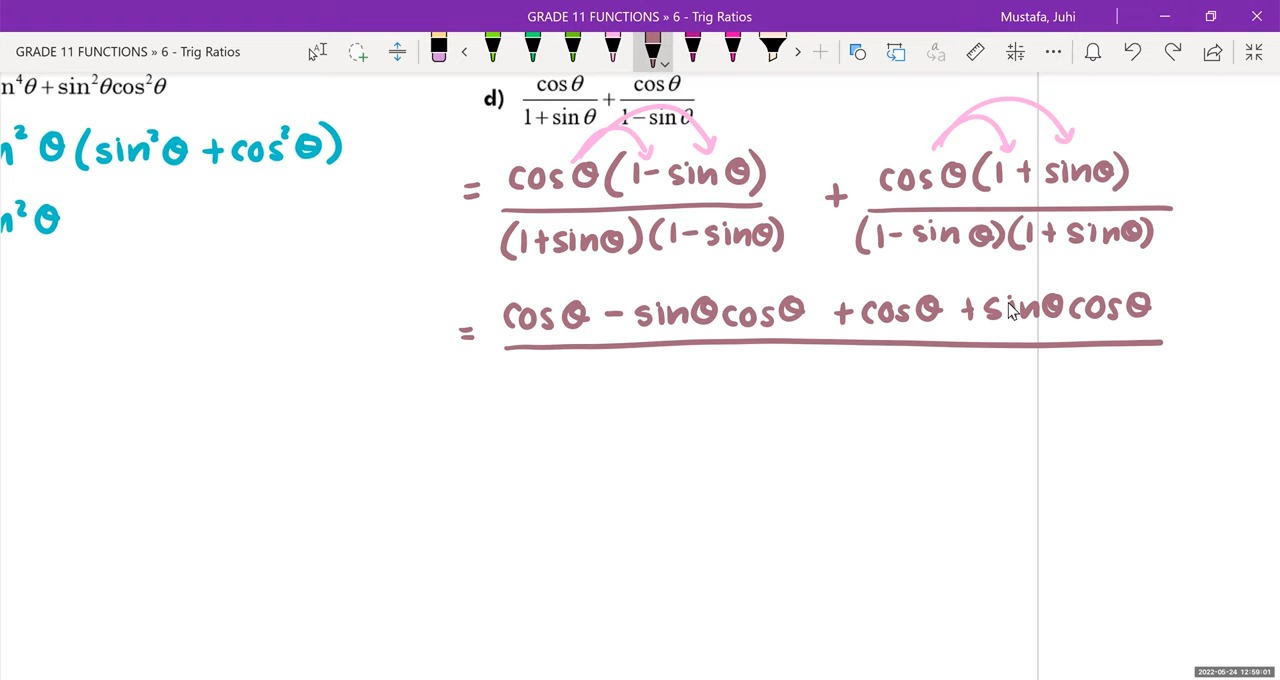 GRADE 11 FUNCTIONS » 6 - Trig Ratios
Mustafa, Juhi
GRADE 11 FUNCTIONS » 6 - Trig Ratios
n⁴θ + sin²θcos²θ
n²θ(sin²θ + cos²θ)
n²θ
d) cosθ/(1 + sinθ) + cosθ/(1 − sinθ)
= cosθ(1 - sinθ)/(1+sinθ)(1-sinθ) + cosθ(1 + sinθ)/(1-sinθ)(1+sinθ)
= cosθ - sinθcosθ + cosθ + sinθcosθ
2022-05-24 12:59:01